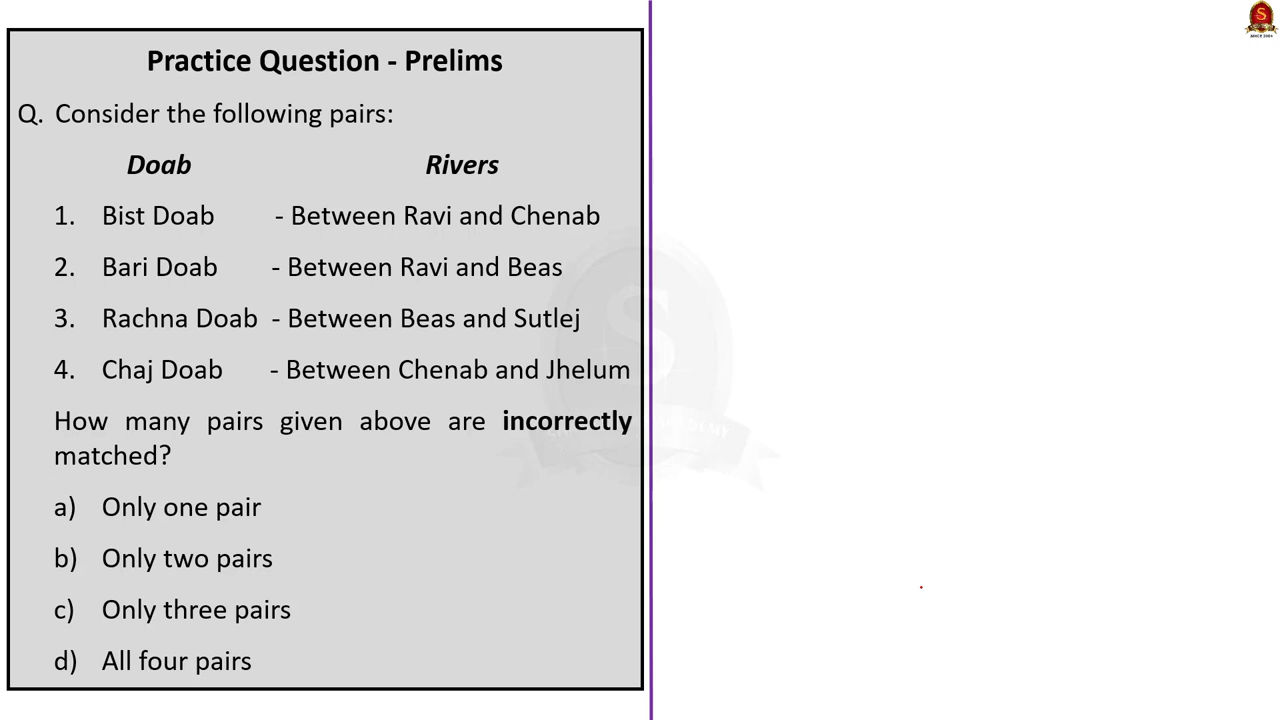 Practice Question - Prelims
Q. Consider the following pairs:
Doab Rivers
1. Bist Doab - Between Ravi and Chenab
2. Bari Doab - Between Ravi and Beas
3. Rachna Doab - Between Beas and Sutlej
4. Chaj Doab - Between Chenab and Jhelum
How many pairs given above are incorrectly
matched?
a) Only one pair
b) Only two pairs
c) Only three pairs
d) All four pairs
S
SINCE 2004